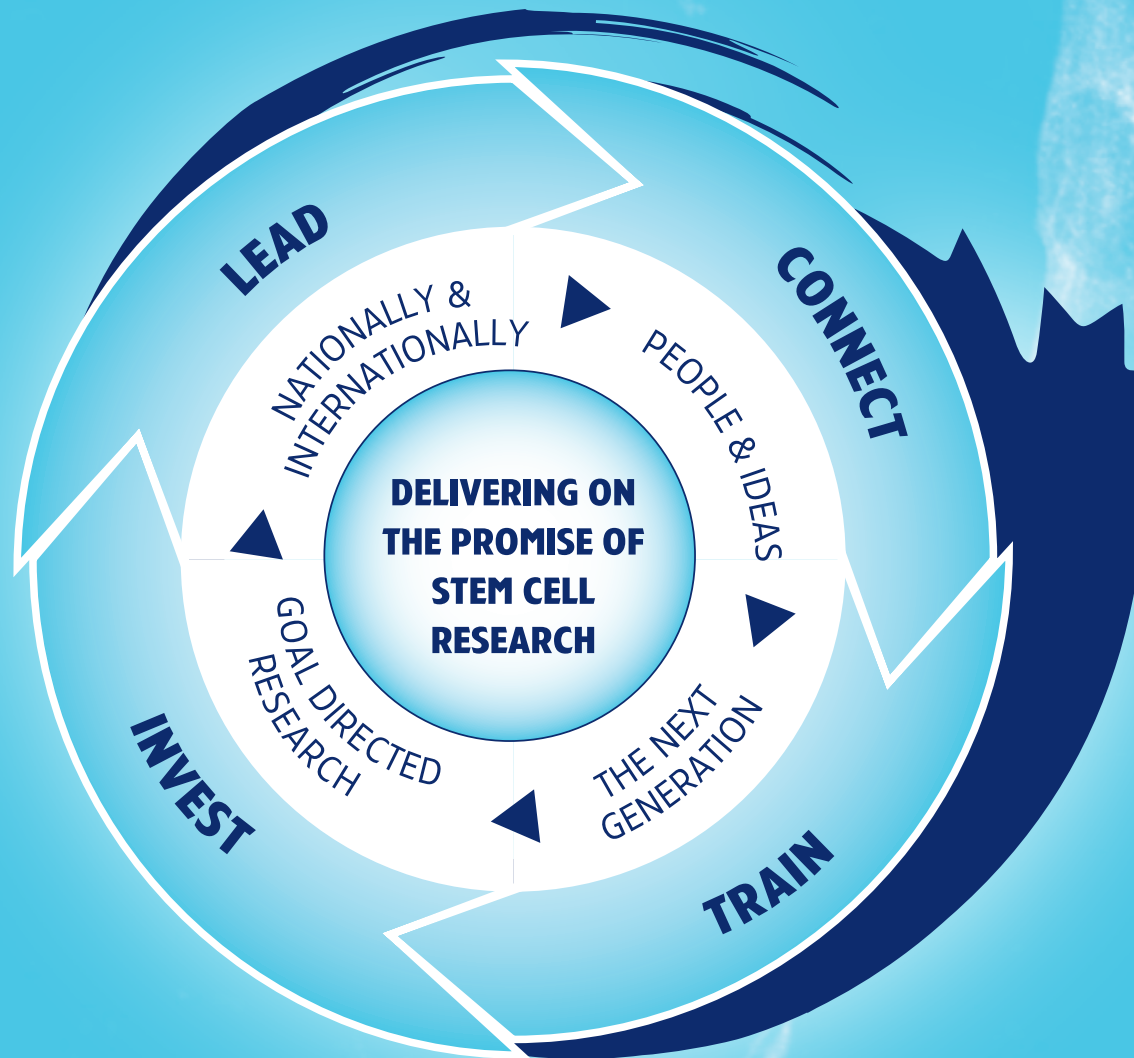 LEAD
NATIONALLY &
INTERNATIONALLY
CONNECT
PEOPLE & IDEAS
DELIVERING ON
THE PROMISE OF
STEM CELL
RESEARCH
TRAIN
THE NEXT
GENERATION
INVEST
GOAL DIRECTED
RESEARCH